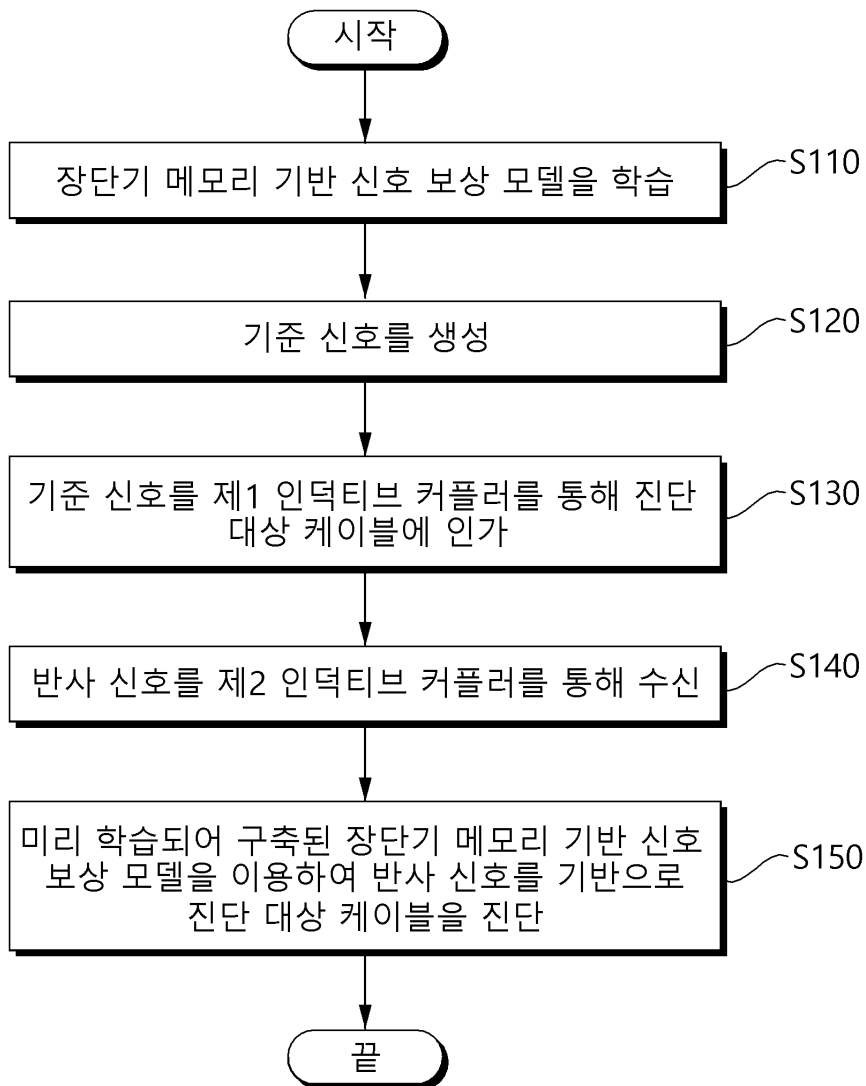 시작
장단기 메모리 기반 신호 보상 모델을 학습
S110
기준 신호를 생성
S120
기준 신호를 제1 인덕티브 커플러를 통해 진단
대상 케이블에 인가
S130
반사 신호를 제2 인덕티브 커플러를 통해 수신
S140
미리 학습되어 구축된 장단기 메모리 기반 신호
보상 모델을 이용하여 반사 신호를 기반으로
진단 대상 케이블을 진단
S150
끝